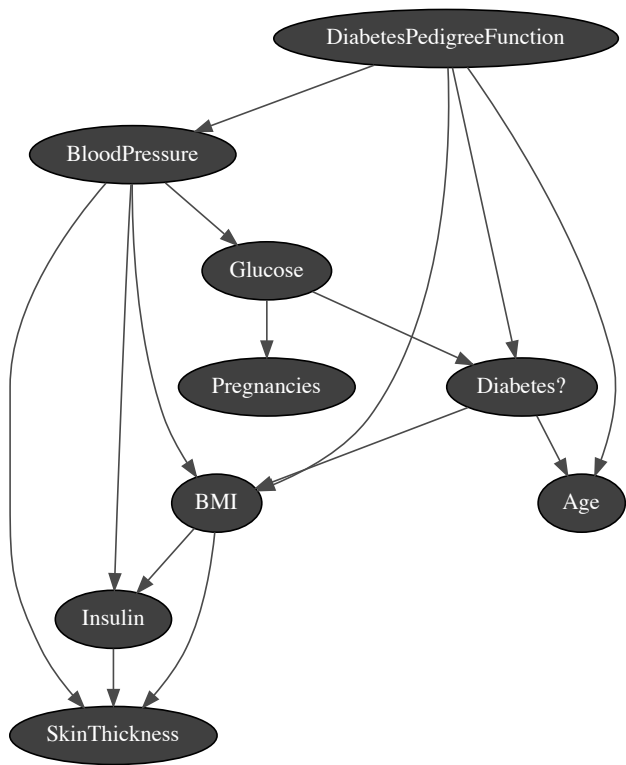 DiabetesPedigreeFunction
BloodPressure
Glucose
Pregnancies
Diabetes?
BMI
Age
Insulin
SkinThickness